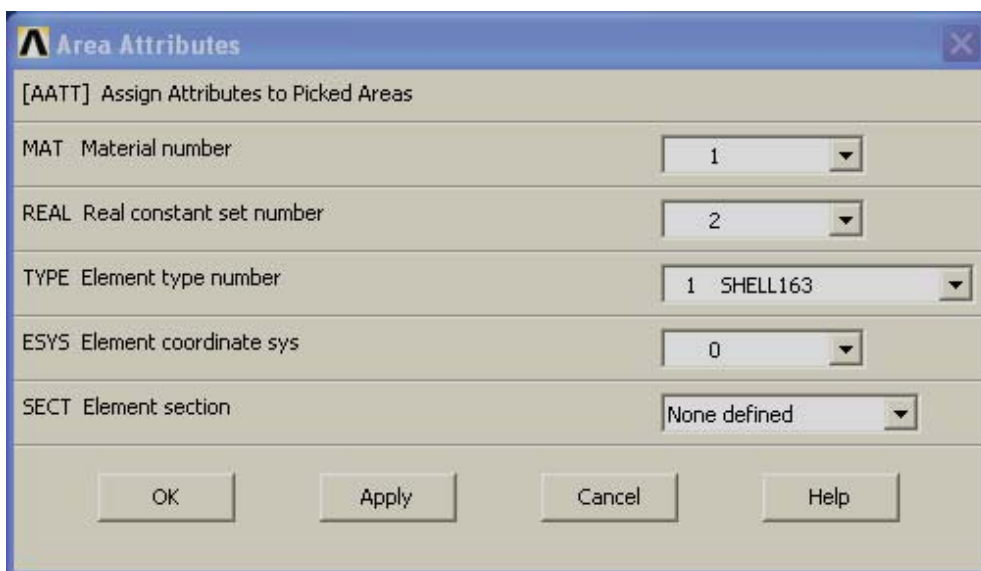 Area Attributes
[AATT] Assign Attributes to Picked Areas
MAT Material number 1
REAL Real constant set number 2
TYPE Element type number 1 SHELL163
ESYS Element coordinate sys 0
SECT Element section None defined
OK Apply Cancel Help